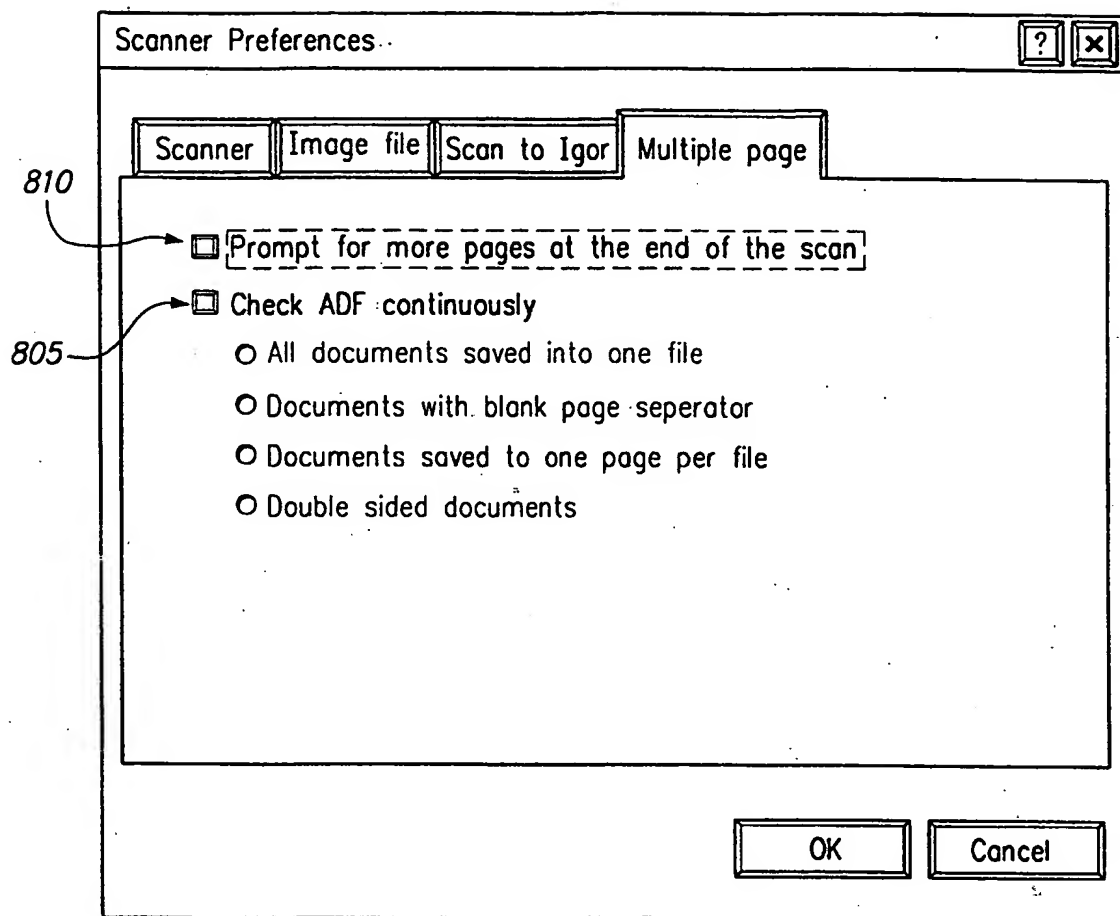 Scanner Preferences
? ×
Scanner Image file Scan to Igor Multiple page
810
Prompt for more pages at the end of the scan
Check ADF continuously
805
All documents saved into one file
Documents with blank page seperator
Documents saved to one page per file
Double sided documents
OK Cancel